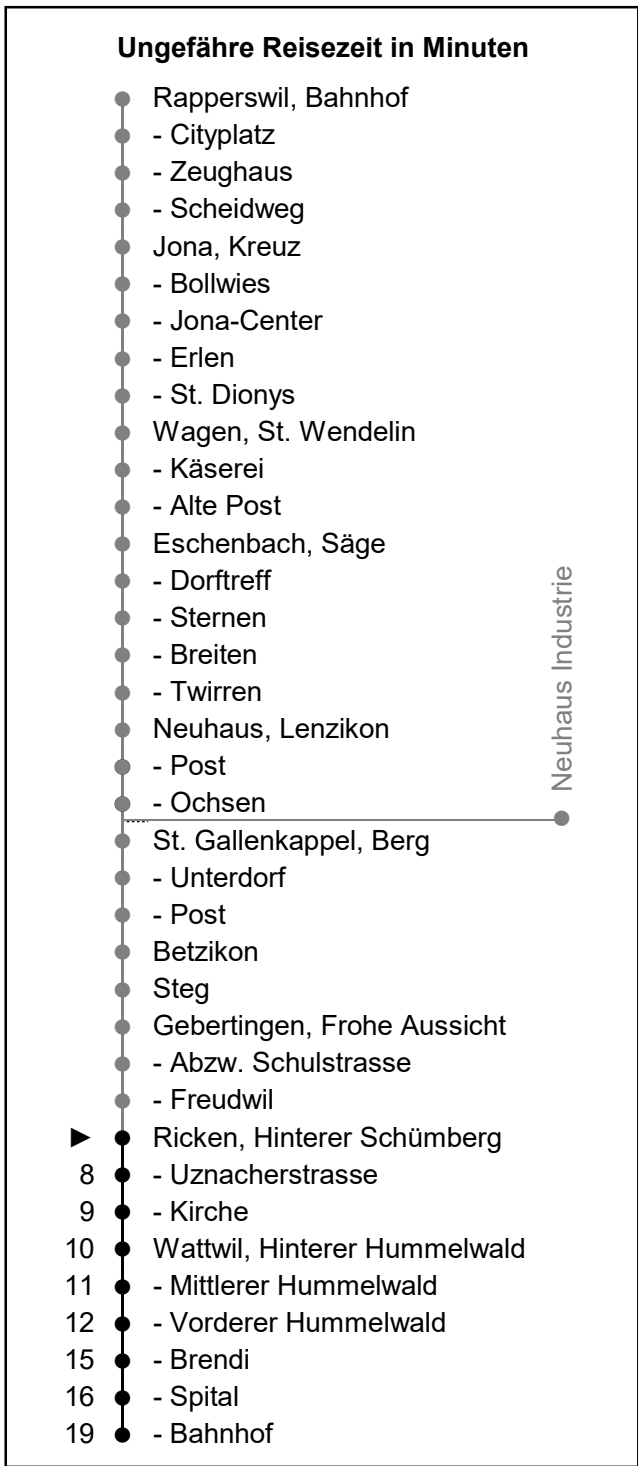 Ungefähre Reisezeit in Minuten
Rapperswil, Bahnhof
- Cityplatz
- Zeughaus
- Scheidweg
Jona, Kreuz
- Bollwies
- Jona-Center
- Erlen
- St. Dionys
Wagen, St. Wendelin
- Käserei
- Alte Post
Eschenbach, Säge
- Dorftreff
- Sternen
- Breiten
- Twirren
Neuhaus, Lenzikon
- Post
- Ochsen
Neuhaus Industrie
St. Gallenkappel, Berg
- Unterdorf
- Post
Betzikon
Steg
Gebertingen, Frohe Aussicht
- Abzw. Schulstrasse
- Freudwil
► Ricken, Hinterer Schümberg
8 - Uznacherstrasse
9 - Kirche
10 Wattwil, Hinterer Hummelwald
11 - Mittlerer Hummelwald
12 - Vorderer Hummelwald
15 - Brendi
16 - Spital
19 - Bahnhof